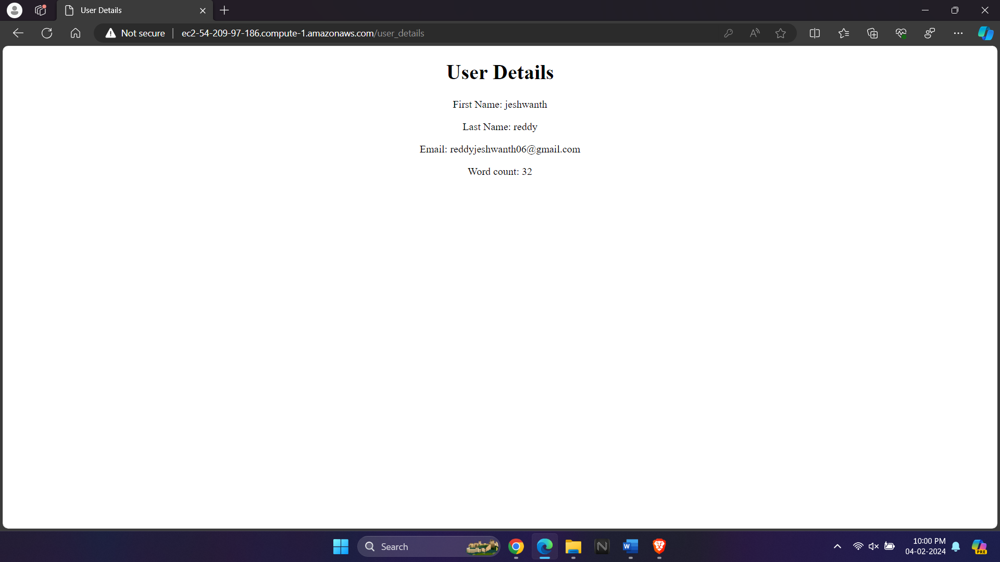 User Details
Not secure
ec2-54-209-97-186.compute-1.amazonaws.com/user_details
User Details
First Name: jeshwanth
Last Name: reddy
Email: reddyjeshwanth06@gmail.com
Word count: 32
Search
10:00 PM
04-02-2024
PRE